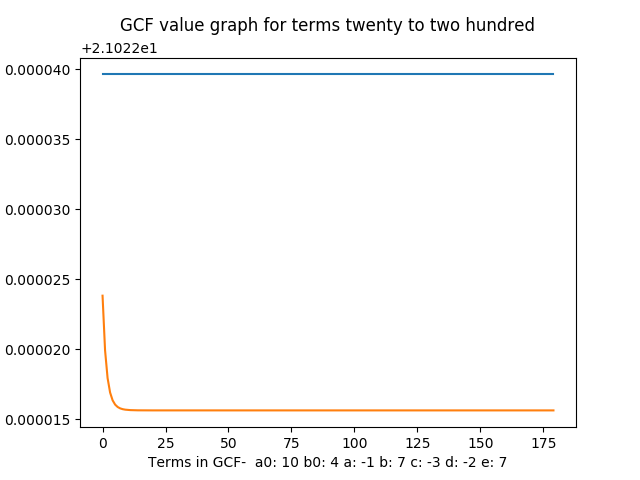 GCF value graph for terms twenty to two hundred
+2.1022e1
0.000040
0.000035
0.000030
0.000025
0.000020
0.000015
0 25 50 75 100 125 150 175
Terms in GCF-  a0: 10 b0: 4 a: -1 b: 7 c: -3 d: -2 e: 7